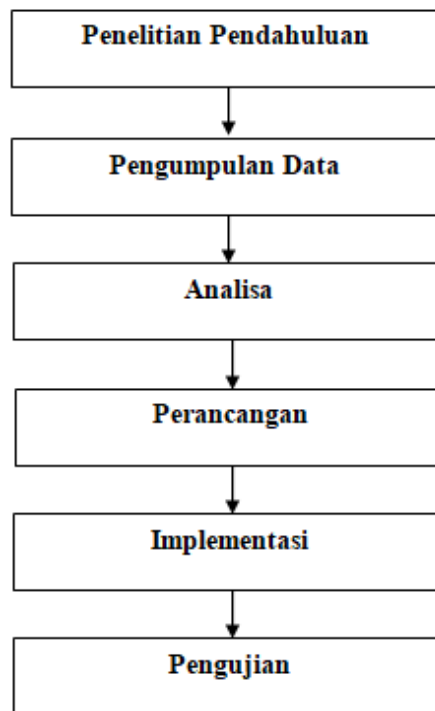 Penelitian Pendahuluan
Pengumpulan Data
Analisa
Perancangan
Implementasi
Pengujian